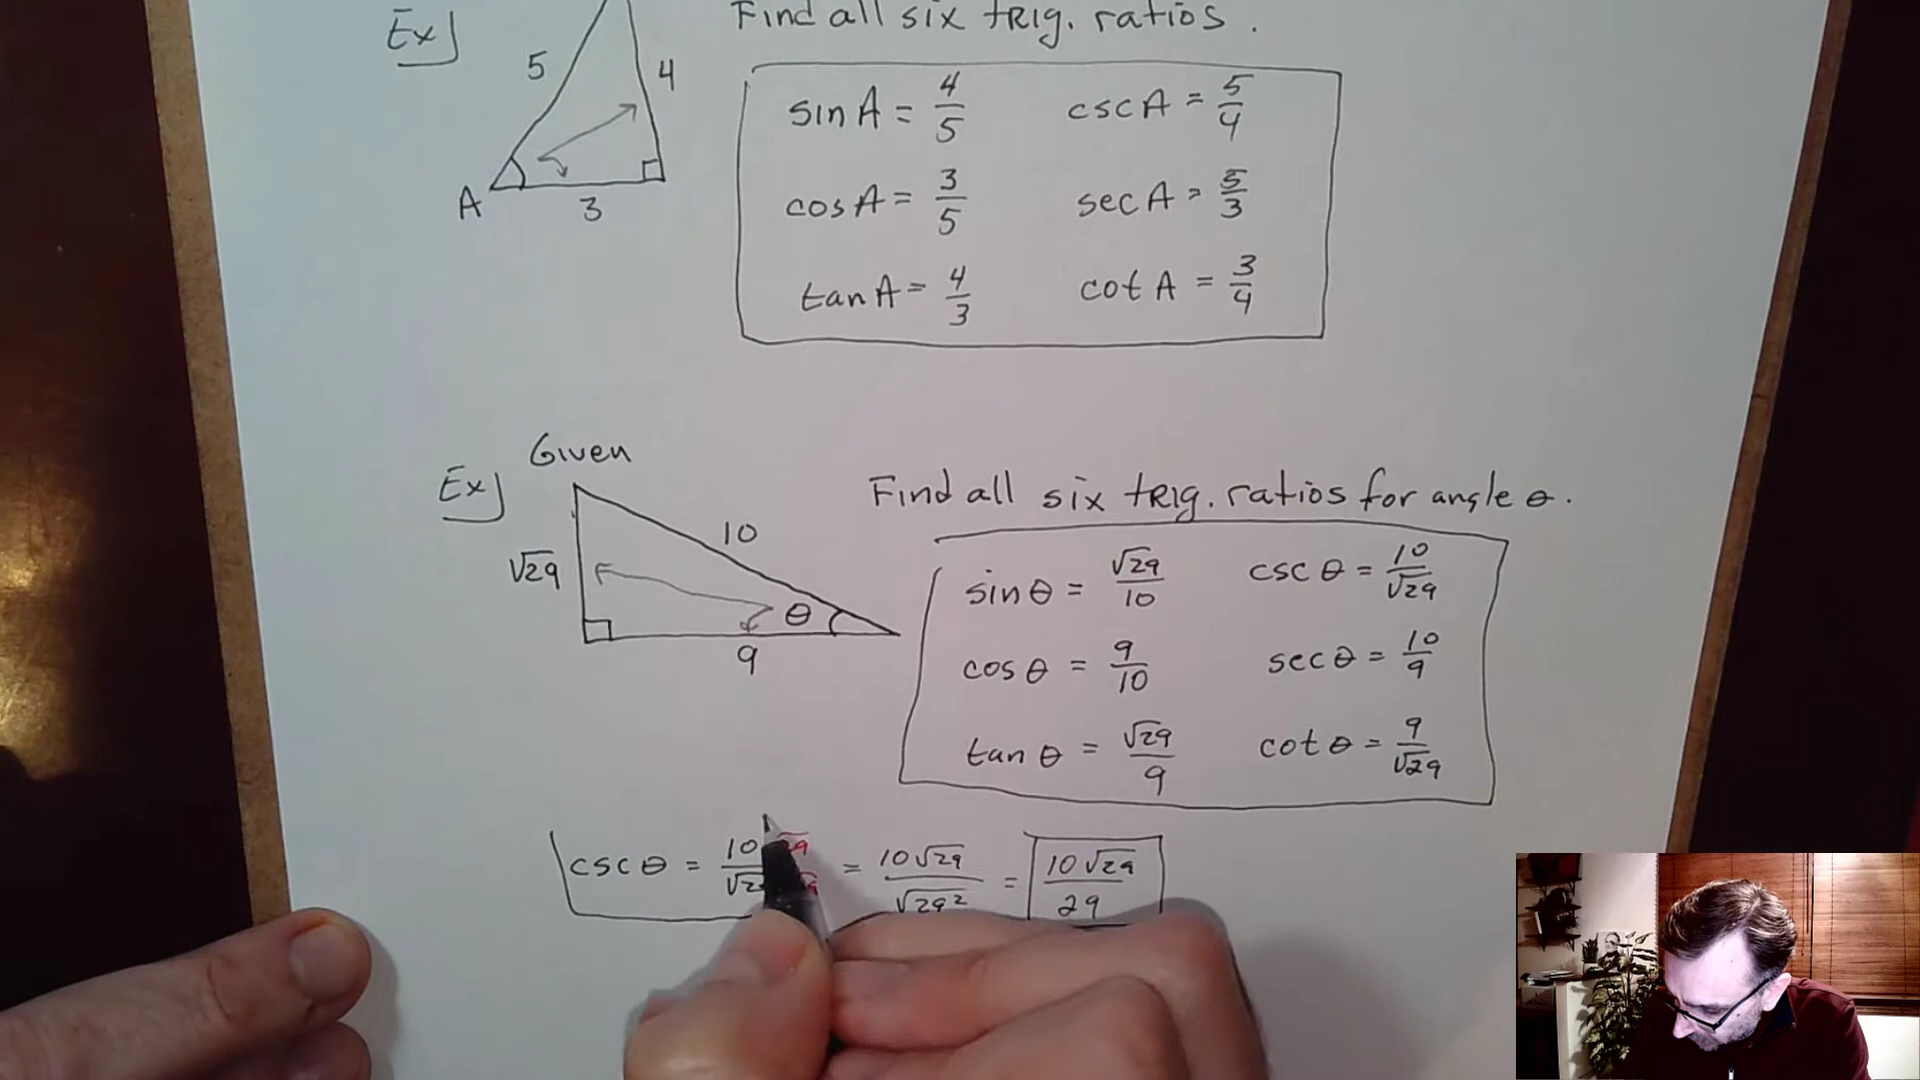 Ex] Find all six trig. ratios.
5 4
sin A = 4/5 csc A = 5/4
cos A = 3/5 sec A = 5/3
A 3
tan A = 4/3 cot A = 3/4
Given
Ex] Find all six trig. ratios for angle θ.
10
√29 θ
9
sin θ = √29/10 csc θ = 10/√29
cos θ = 9/10 sec θ = 10/9
tan θ = √29/9 cot θ = 9/√29
csc θ = 10 = 10√29/√29² = 10√29/29